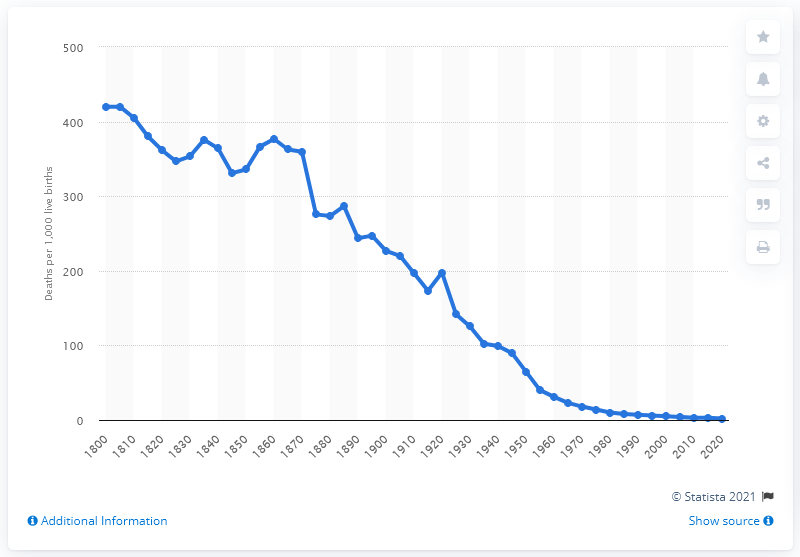 500
400
300
200
100
0
Deaths per 1,000 live births
1800 1810 1820 1830 1840 1850 1860 1870 1880 1890 1900 1910 1920 1930 1940 1950 1960 1970 1980 1990 2000 2010 2020
© Statista 2021
Additional Information
Show source